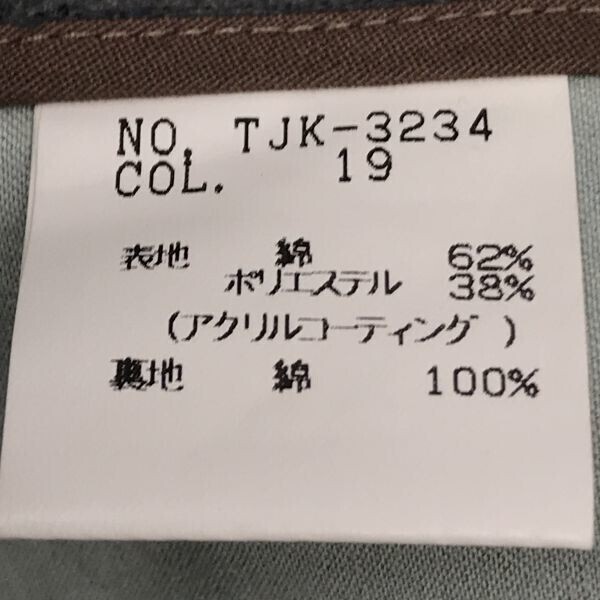 NO. TJK-3234
COL. 19
表地 綿 62%
ポリエステル 38%
(アクリルコーティング)
裏地 綿 100%